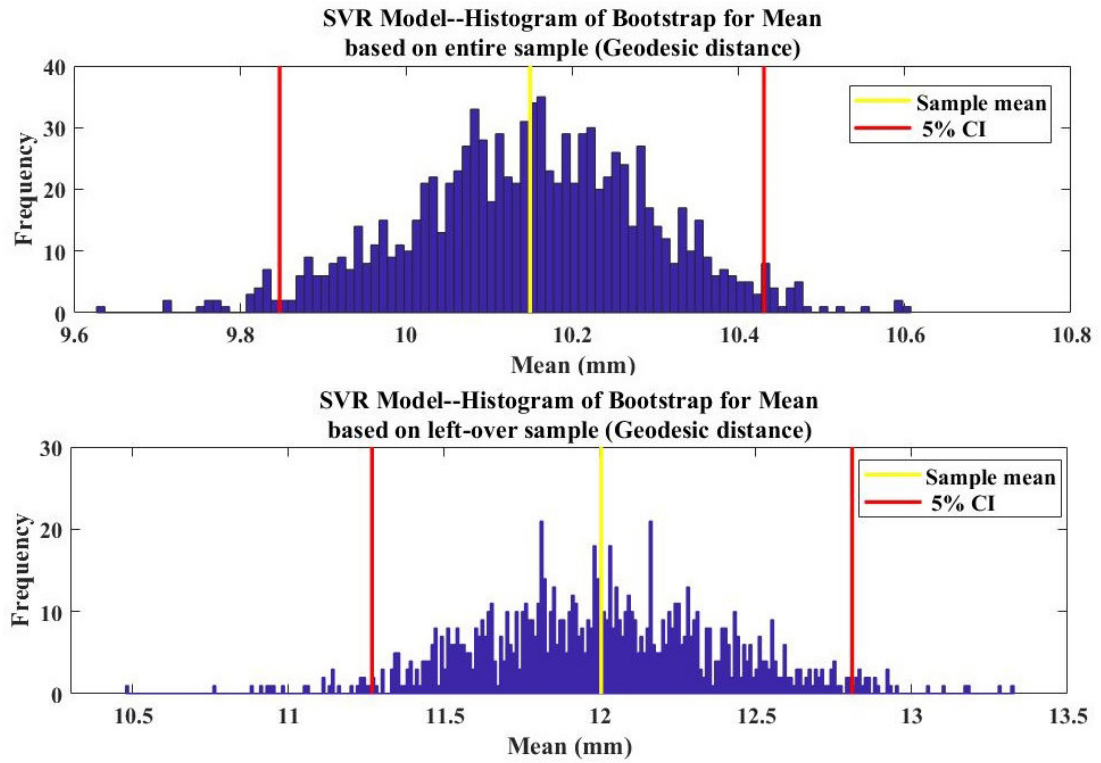 SVR Model--Histogram of Bootstrap for Mean
based on entire sample (Geodesic distance)
40
30
20
10
0
Frequency
Sample mean
5% CI
9.6 9.8 10 10.2 10.4 10.6 10.8
Mean (mm)
SVR Model--Histogram of Bootstrap for Mean
based on left-over sample (Geodesic distance)
30
20
10
0
Frequency
Sample mean
5% CI
10.5 11 11.5 12 12.5 13 13.5
Mean (mm)